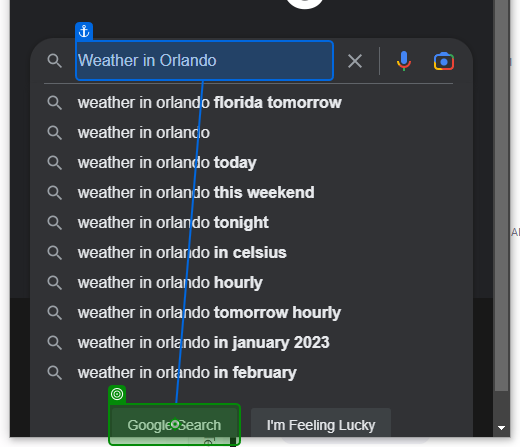 Weather in Orlando
weather in orlando florida tomorrow
weather in orlando
weather in orlando today
weather in orlando this weekend
weather in orlando tonight
weather in orlando in celsius
weather in orlando hourly
weather in orlando tomorrow hourly
weather in orlando in january 2023
weather in orlando in february
Google Search
I'm Feeling Lucky